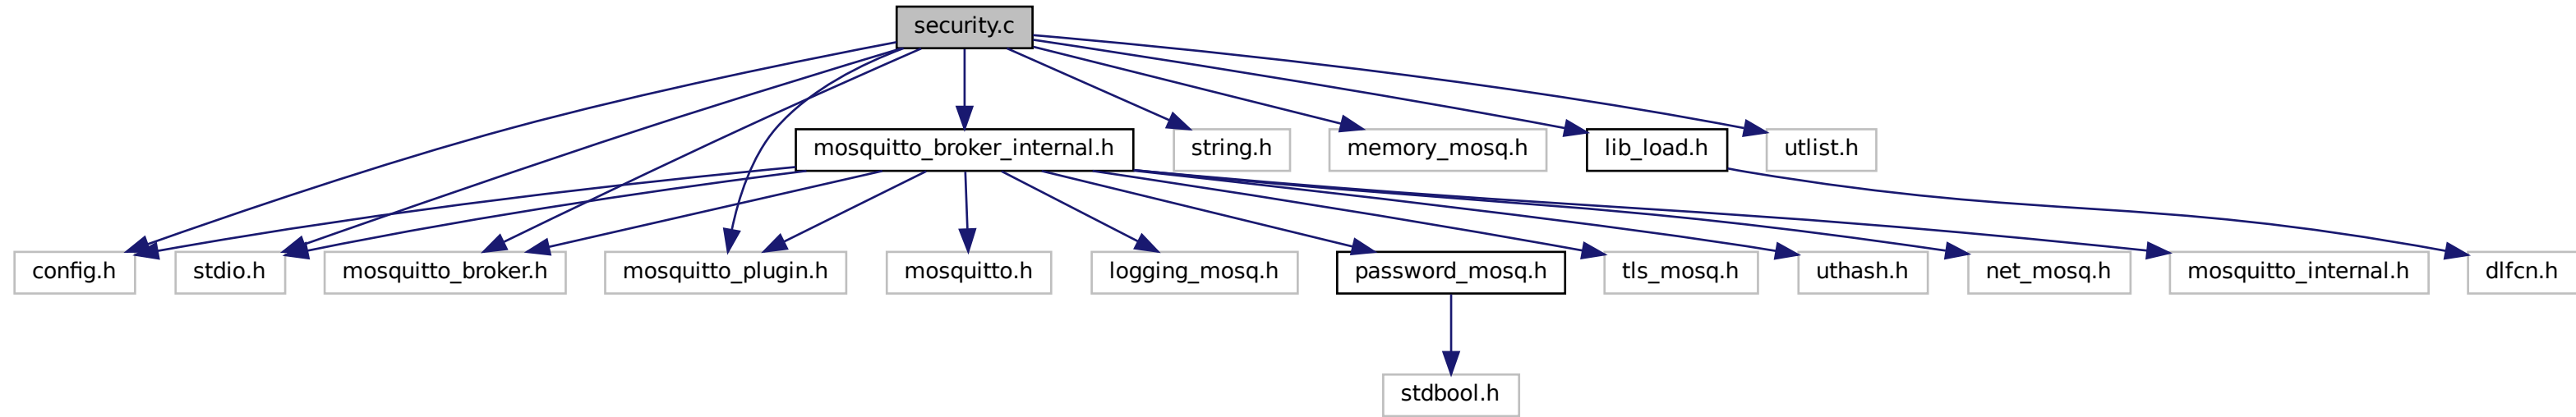 security.c
mosquitto_broker_internal.h
string.h
memory_mosq.h
lib_load.h
utlist.h
config.h
stdio.h
mosquitto_broker.h
mosquitto_plugin.h
mosquitto.h
logging_mosq.h
password_mosq.h
tls_mosq.h
uthash.h
net_mosq.h
mosquitto_internal.h
dlfcn.h
stdbool.h